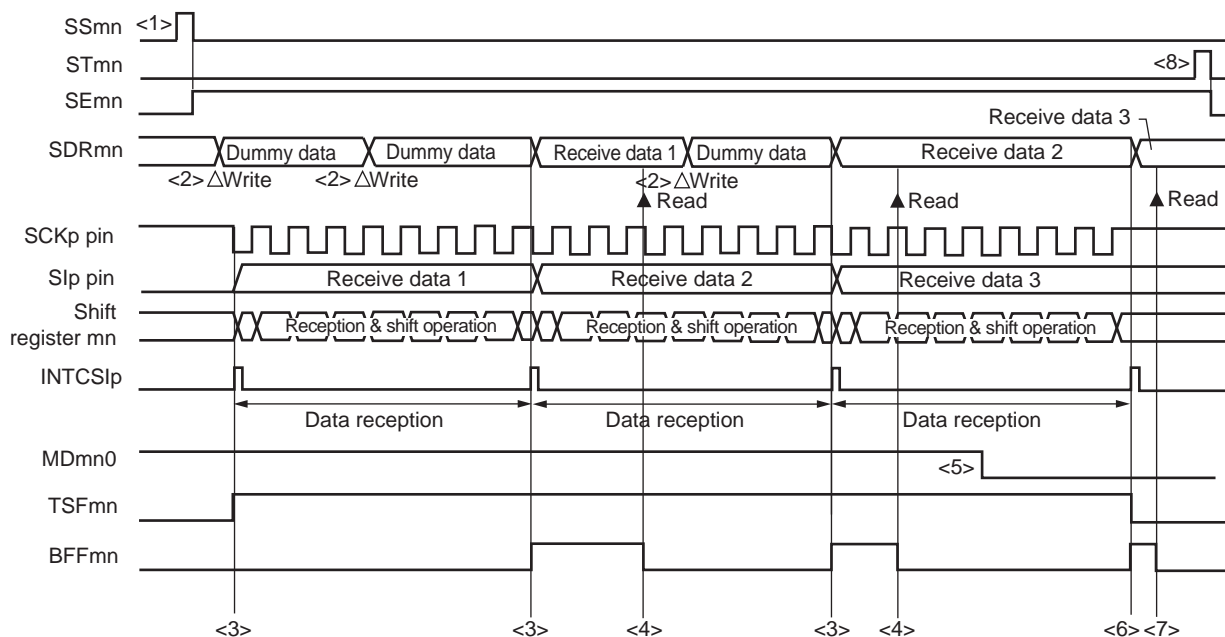 SSmn <1>
STmn <8>
SEmn
Receive data 3
SDRmn Dummy data Dummy data Receive data 1 Dummy data Receive data 2
<2> △Write <2> △Write <2> △Write
▲ Read ▲ Read ▲ Read
SCKp pin
SIp pin Receive data 1 Receive data 2 Receive data 3
Shift
register mn Reception & shift operation Reception & shift operation Reception & shift operation
INTCSIp
Data reception Data reception Data reception
MDmn0 <5>
TSFmn
BFFmn
<3> <3> <4> <3> <4> <6> <7>